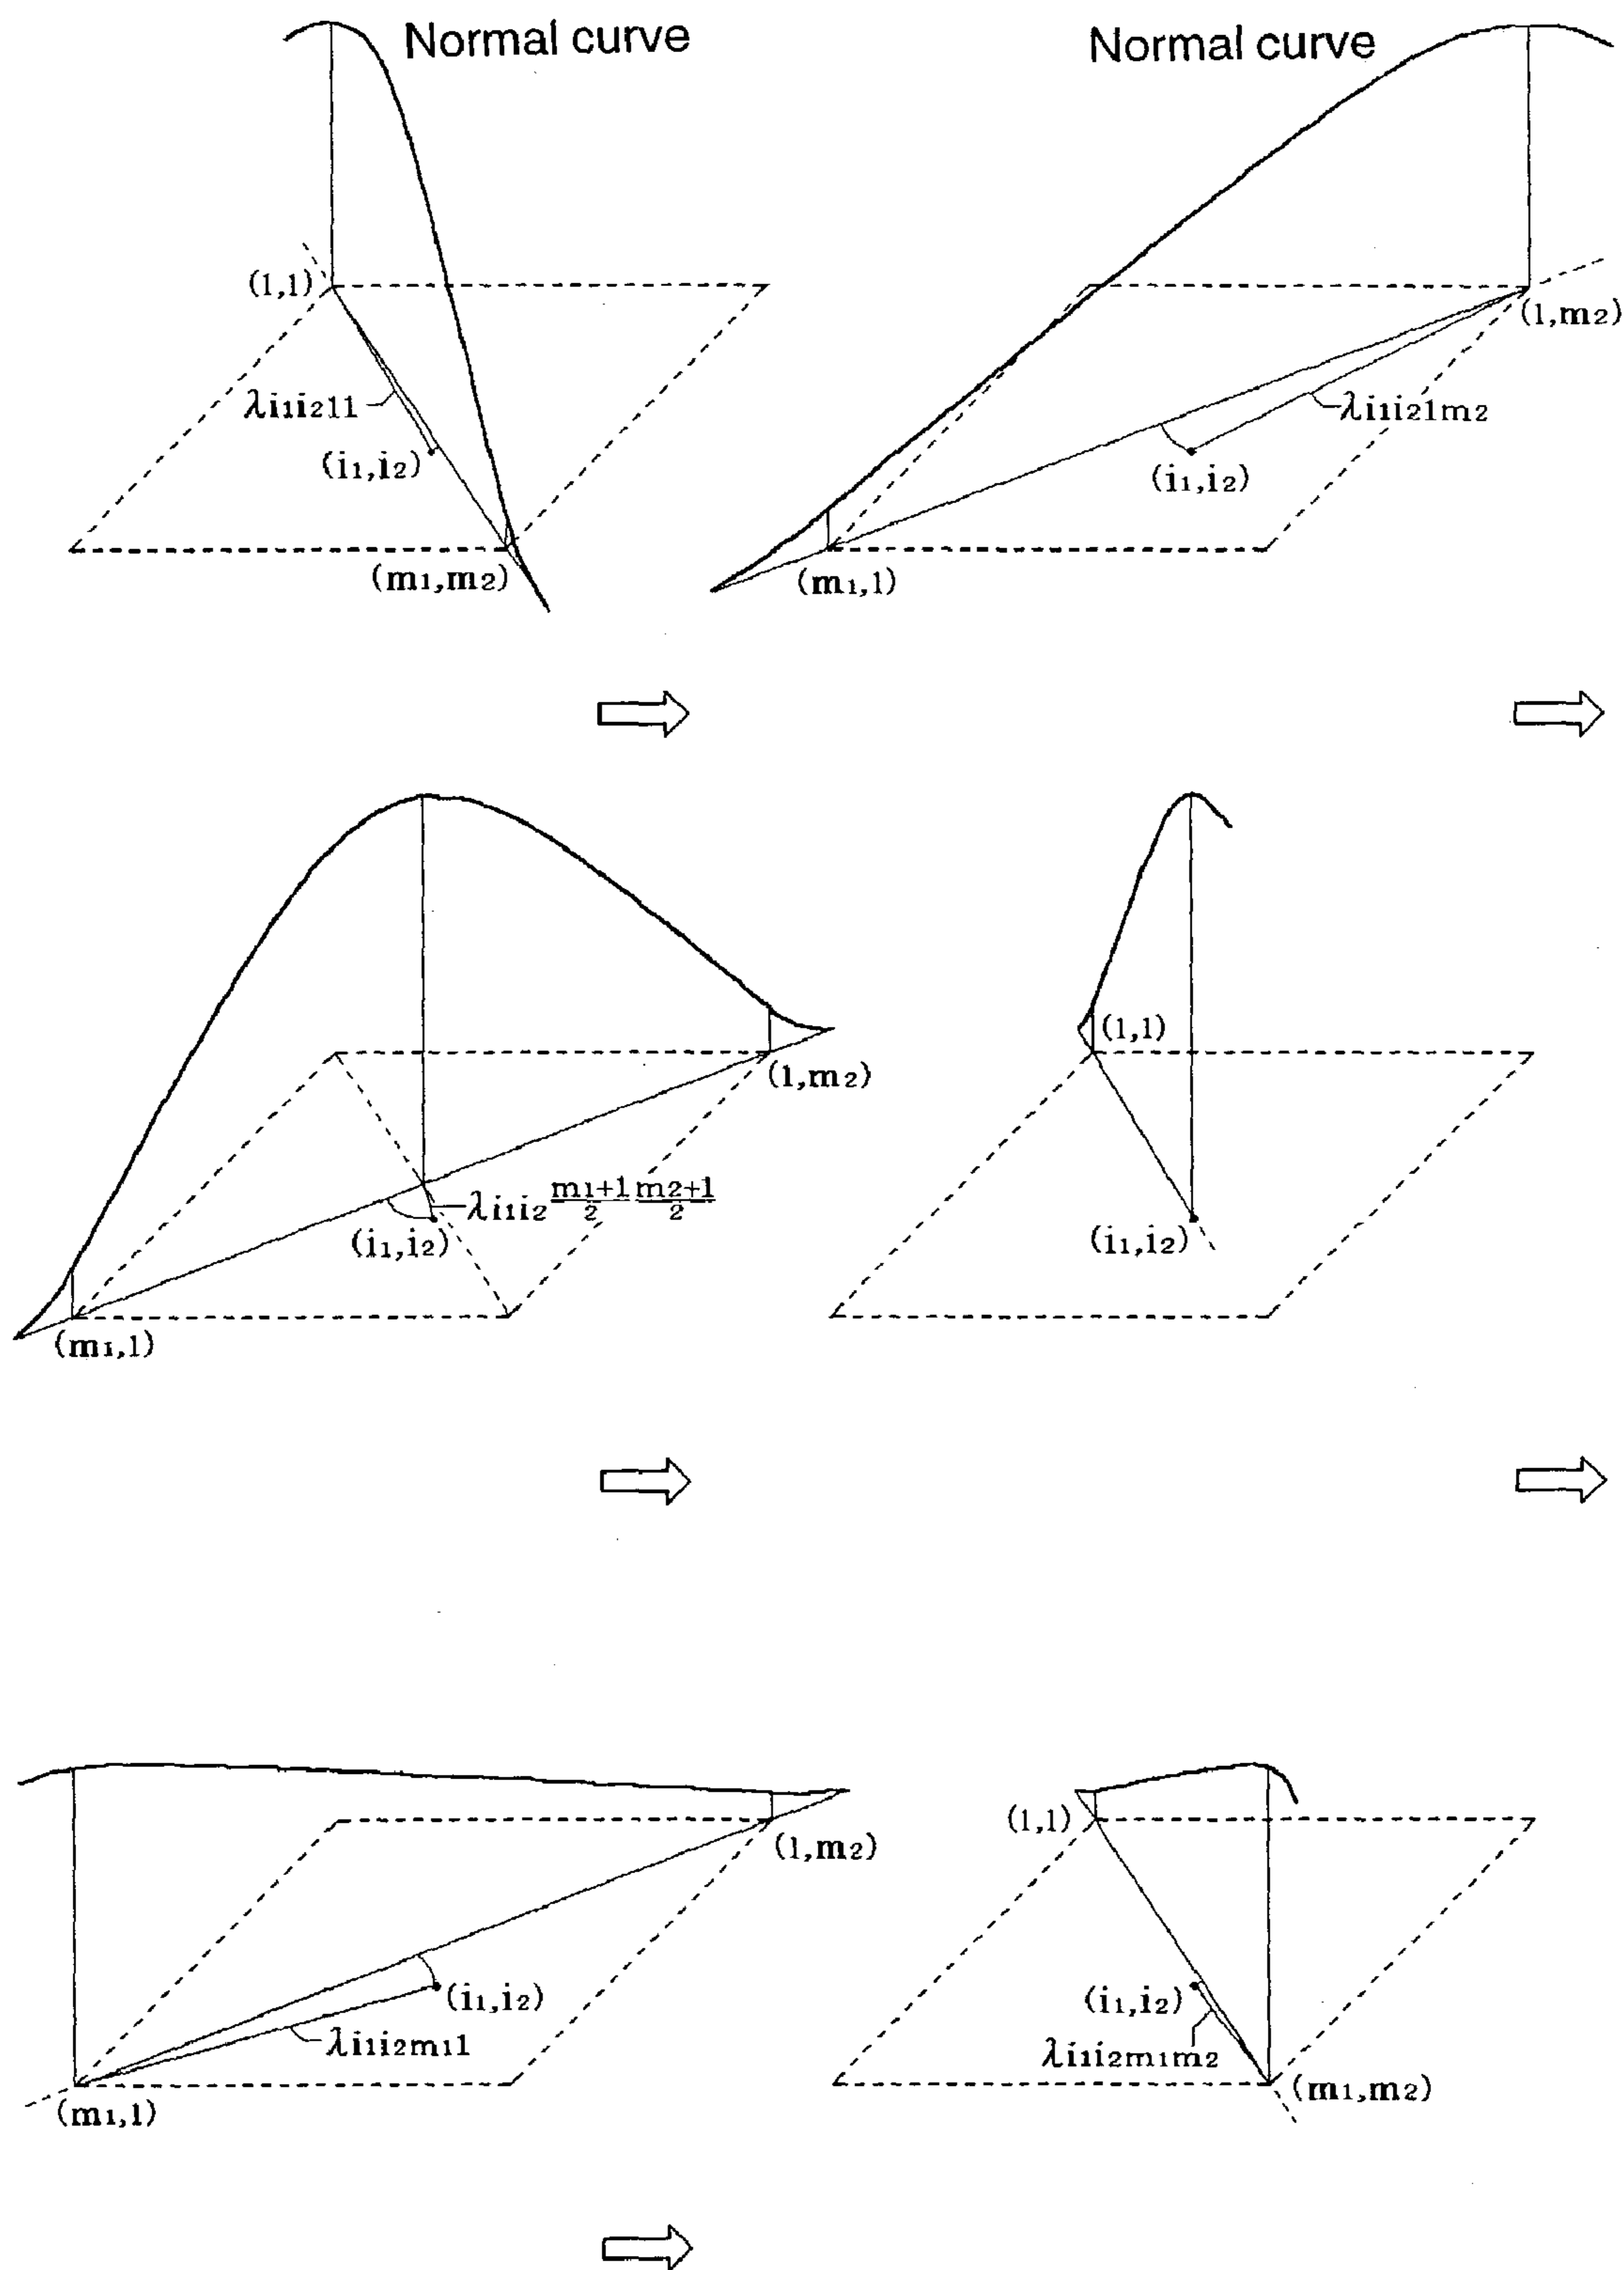 Normal curve
(1,1)
λi1i211
(i1,i2)
(m1,m2)
Normal curve
(1,m2)
λi1i21m2
(i1,i2)
(m1,1)
(1,m2)
λi1i2 m1+1/2 m2+1/2
(i1,i2)
(m1,1)
(1,1)
(i1,i2)
(1,m2)
(i1,i2)
λi1i2m11
(m1,1)
(1,1)
(i1,i2)
λi1i2m1m2
(m1,m2)